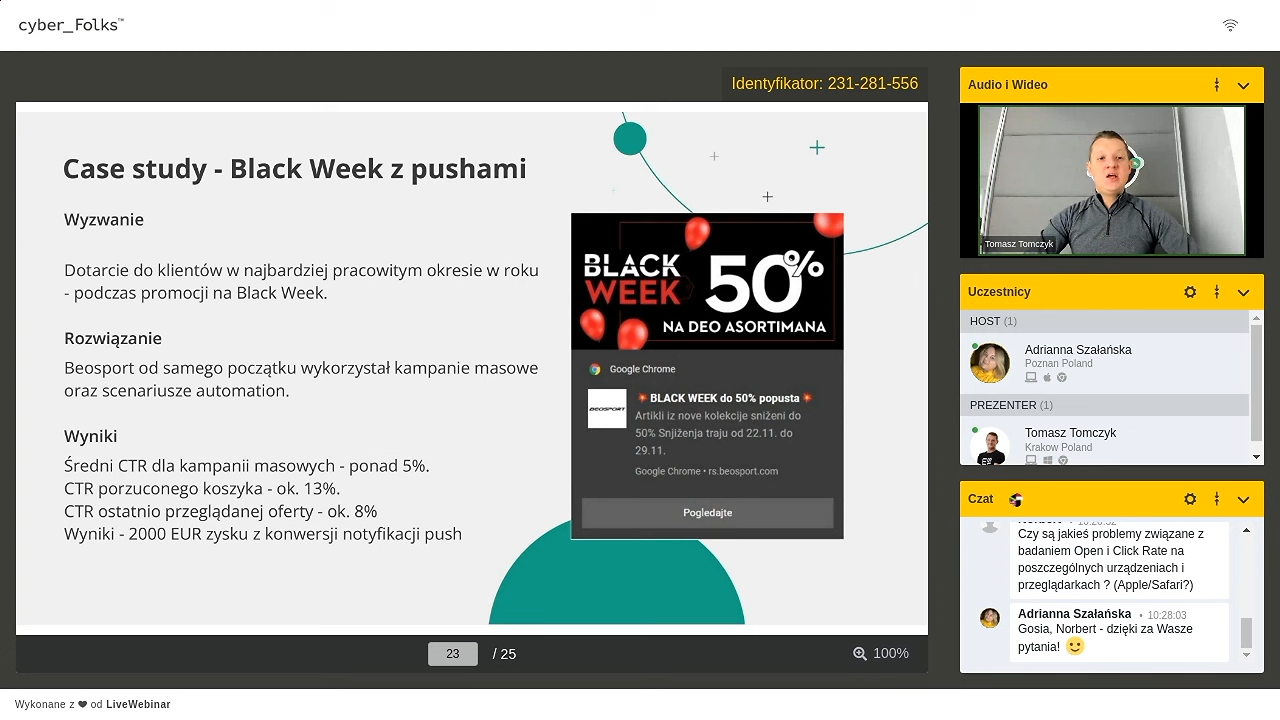 cyber_Folks™
Identyfikator: 231-281-556
Case study - Black Week z pushami
Wyzwanie
Dotarcie do klientów w najbardziej pracowitym okresie w roku
- podczas promocji na Black Week.
Rozwiązanie
Beosport od samego początku wykorzystał kampanie masowe
oraz scenariusze automation.
Wyniki
Średni CTR dla kampanii masowych - ponad 5%.
CTR porzuconego koszyka - ok. 13%.
CTR ostatnio przeglądanej oferty - ok. 8%
Wyniki - 2000 EUR zysku z konwersji notyfikacji push
BLACK
WEEK
50%
NA DEO ASORTIMANA
Google Chrome
BEOSPORT
💥 BLACK WEEK do 50% popusta 💥
Artikli iz nove kolekcije sniženi do
50% Snjiženja traju od 22.11. do
29.11.
Google Chrome • rs.beosport.com
Pogledajte
23 / 25
100%
Audio i Wideo
Tomasz Tomczyk
Uczestnicy
HOST (1)
Adrianna Szałańska
Poznan Poland
PREZENTER (1)
Tomasz Tomczyk
Krakow Poland
Czat
Norbert • 10:26:52
Czy są jakieś problemy związane z
badaniem Open i Click Rate na
poszczególnych urządzeniach i
przeglądarkach ? (Apple/Safari?)
Adrianna Szałańska • 10:28:03
Gosia, Norbert - dzięki za Wasze
pytania! 🙂
Wykonane z ❤ od LiveWebinar